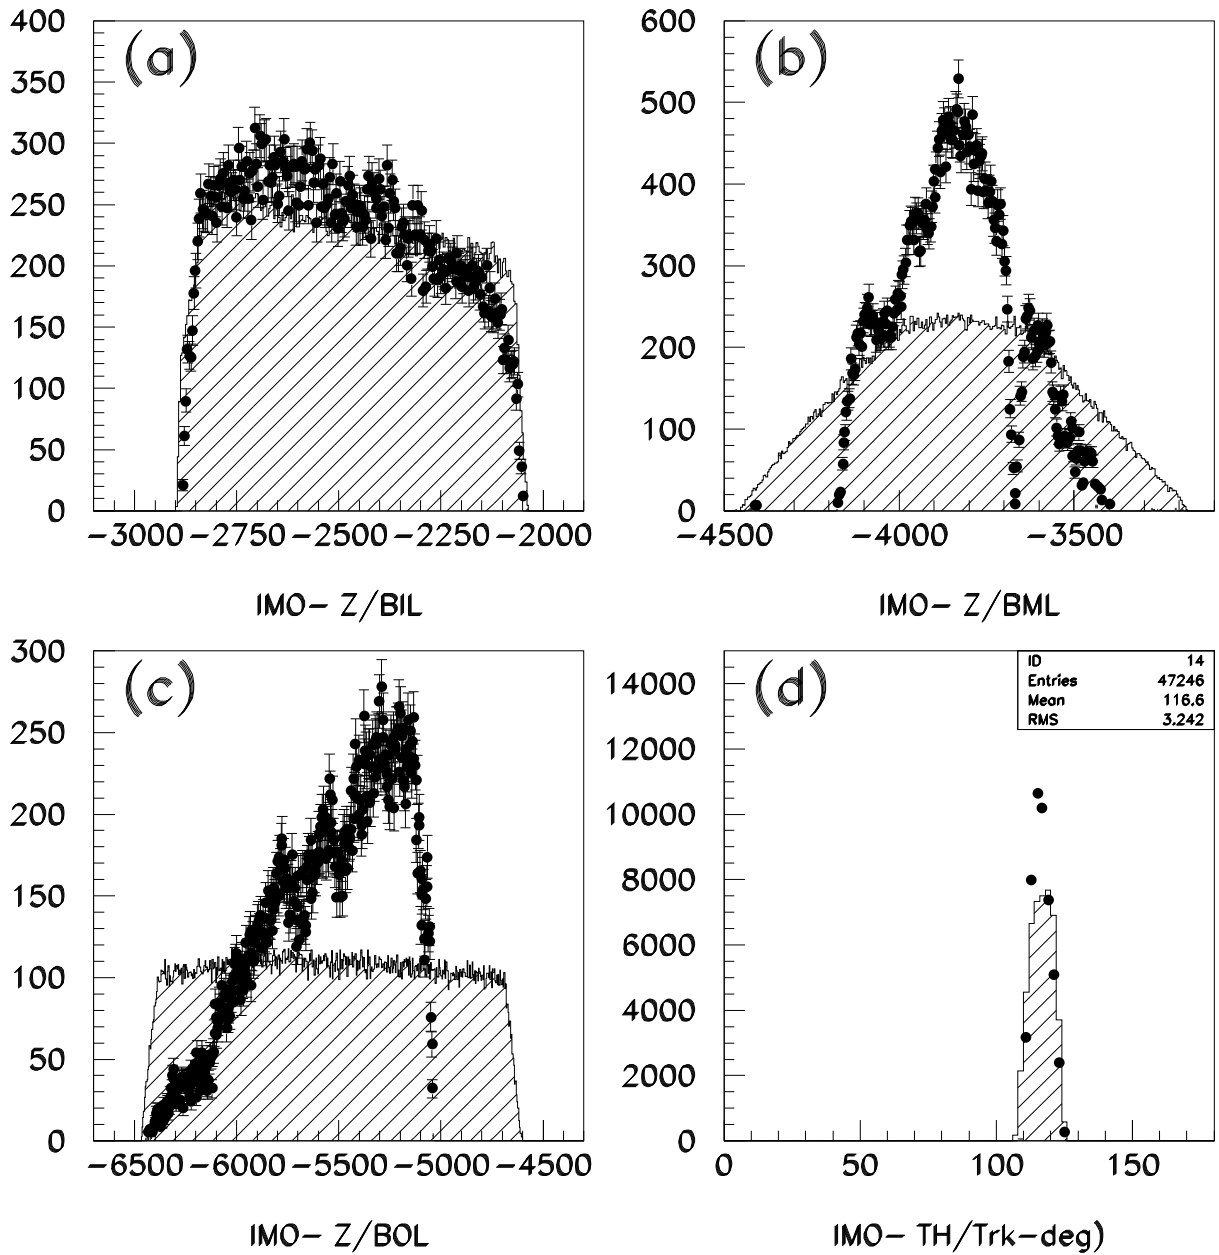 (a)
400
350
300
250
200
150
100
50
0
-3000 -2750 -2500 -2250 -2000
IMO- Z/BIL
(b)
600
500
400
300
200
100
0
-4500 -4000 -3500
IMO- Z/BML
(c)
300
250
200
150
100
50
0
-6500 -6000 -5500 -5000 -4500
IMO- Z/BOL
(d)
ID 14
Entries 47246
Mean 116.6
RMS 3.242
14000
12000
10000
8000
6000
4000
2000
0
0 50 100 150
IMO- TH/Trk-deg)